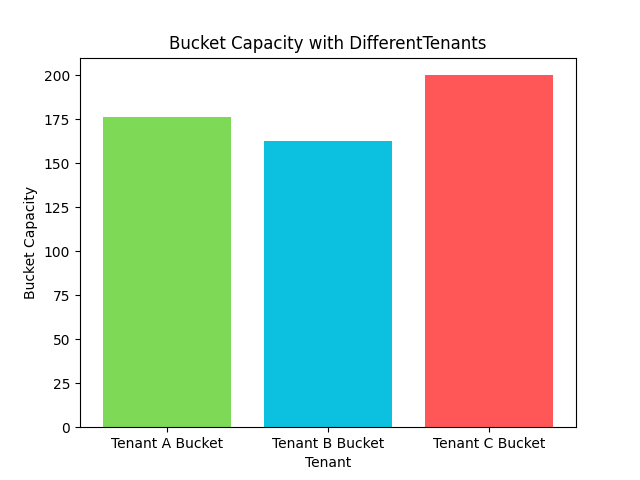 Bucket Capacity with DifferentTenants
Bucket Capacity
200
175
150
125
100
75
50
25
0
Tenant A Bucket
Tenant B Bucket
Tenant C Bucket
Tenant